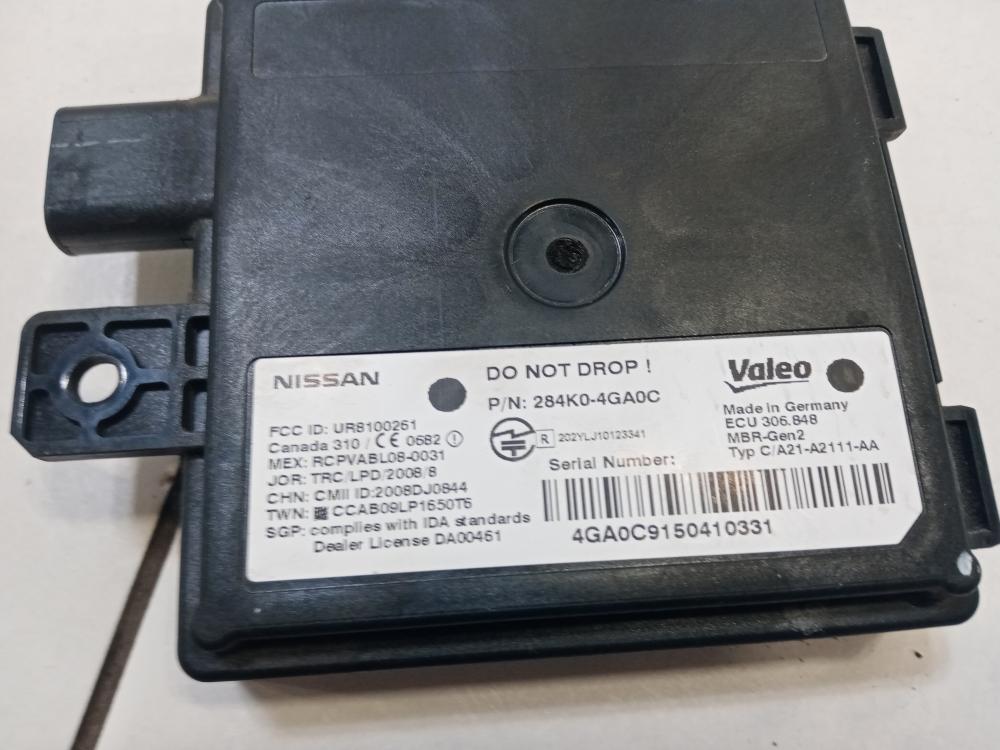 NISSAN
DO NOT DROP !
Valeo
P/N: 284K0-4GA0C
FCC ID: UR8100261
Canada 310 / CE 0682
MEX: RCPVABL08-0031
JOR: TRC/LPD/2008/8
CHN: CMII ID:2008DJ0844
TWN: CCAB09LP1650T6
SGP: complies with IDA standards
Dealer License DA00461
R 202YLJ10123341
Made in Germany
ECU 306.848
MBR-Gen2
Typ C/A21-A2111-AA
Serial Number:
4GA0C9150410331